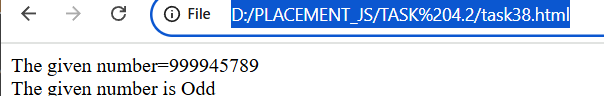 File D:/PLACEMENT_JS/TASK%204.2/task38.html
The given number=999945789
The given number is Odd